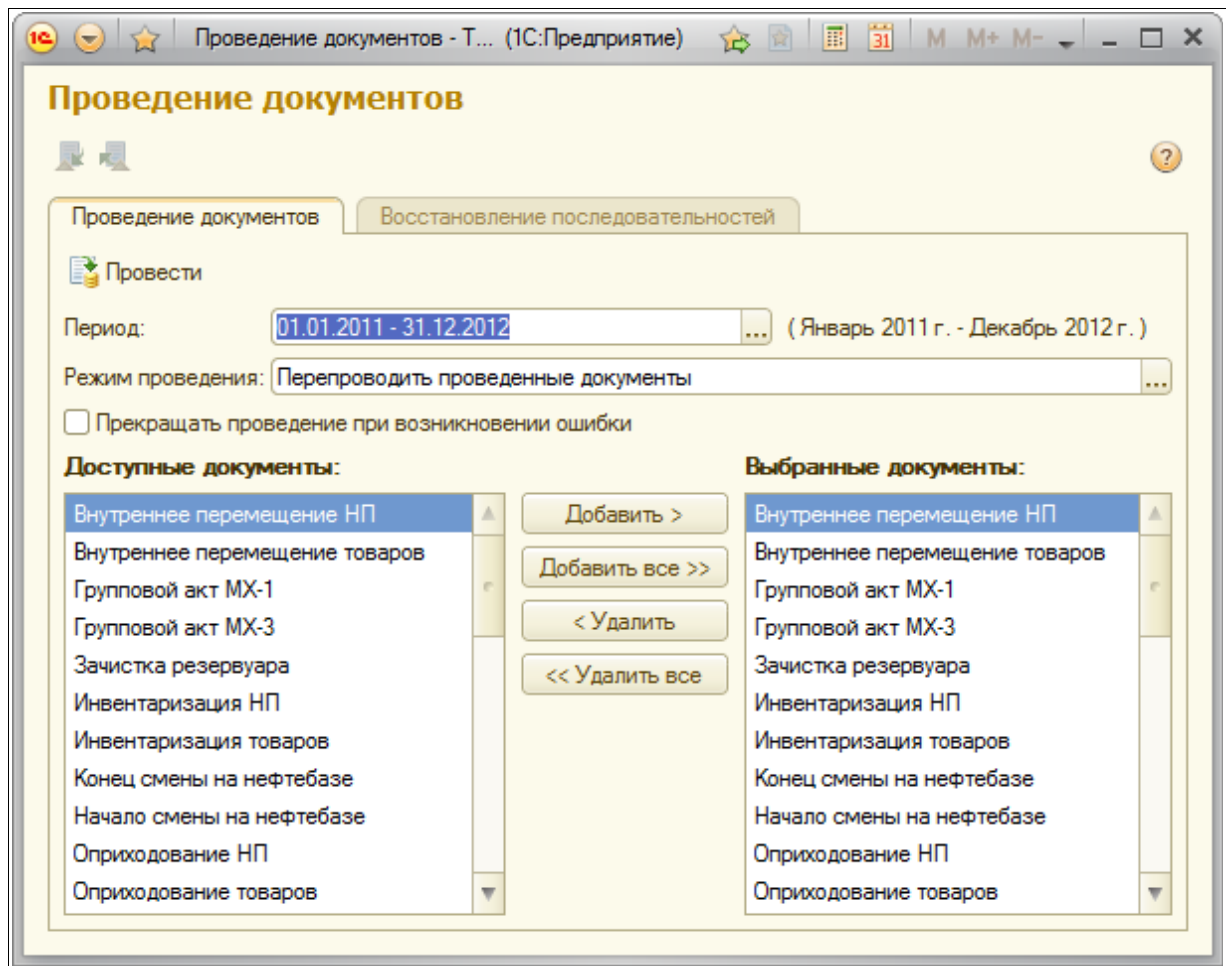 1С Проведение документов - Т... (1С:Предприятие) 31 M M+ M-
Проведение документов
?
Проведение документов Восстановление последовательностей
Провести
Период: 01.01.2011 - 31.12.2012 ... ( Январь 2011 г. - Декабрь 2012 г. )
Режим проведения: Перепроводить проведенные документы ...
Прекращать проведение при возникновении ошибки
Доступные документы: Выбранные документы:
Внутреннее перемещение НП Добавить > Внутреннее перемещение НП
Внутреннее перемещение товаров Добавить все >> Внутреннее перемещение товаров
Групповой акт МХ-1 Групповой акт МХ-1
Групповой акт МХ-3 < Удалить Групповой акт МХ-3
Зачистка резервуара << Удалить все Зачистка резервуара
Инвентаризация НП Инвентаризация НП
Инвентаризация товаров Инвентаризация товаров
Конец смены на нефтебазе Конец смены на нефтебазе
Начало смены на нефтебазе Начало смены на нефтебазе
Оприходование НП Оприходование НП
Оприходование товаров Оприходование товаров